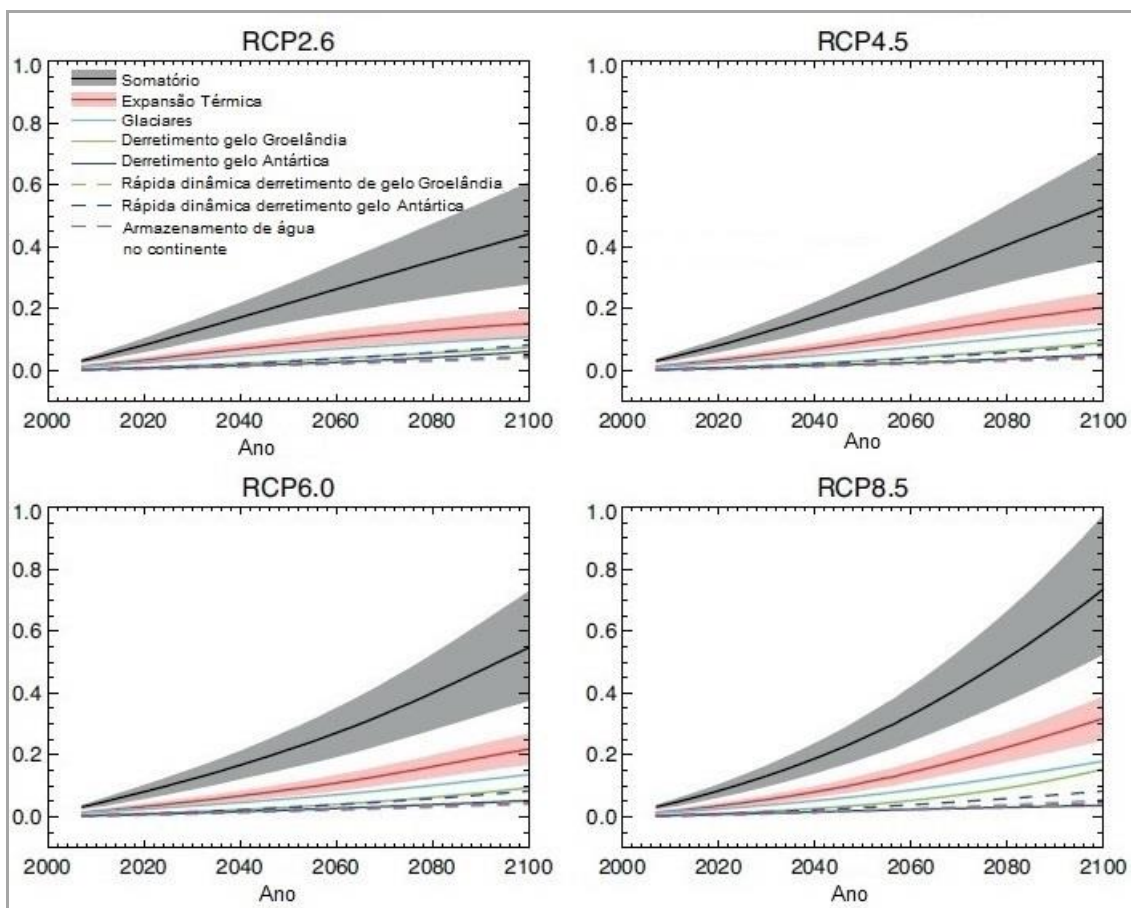 RCP2.6
1.0
0.8
0.6
0.4
0.2
0.0
Somatório
Expansão Térmica
Glaciares
Derretimento gelo Groelândia
Derretimento gelo Antártica
Rápida dinâmica derretimento de gelo Groelândia
Rápida dinâmica derretimento gelo Antártica
Armazenamento de água
no continente
2000 2020 2040 2060 2080 2100
Ano
RCP4.5
1.0
0.8
0.6
0.4
0.2
0.0
2000 2020 2040 2060 2080 2100
Ano
RCP6.0
1.0
0.8
0.6
0.4
0.2
0.0
2000 2020 2040 2060 2080 2100
Ano
RCP8.5
1.0
0.8
0.6
0.4
0.2
0.0
2000 2020 2040 2060 2080 2100
Ano